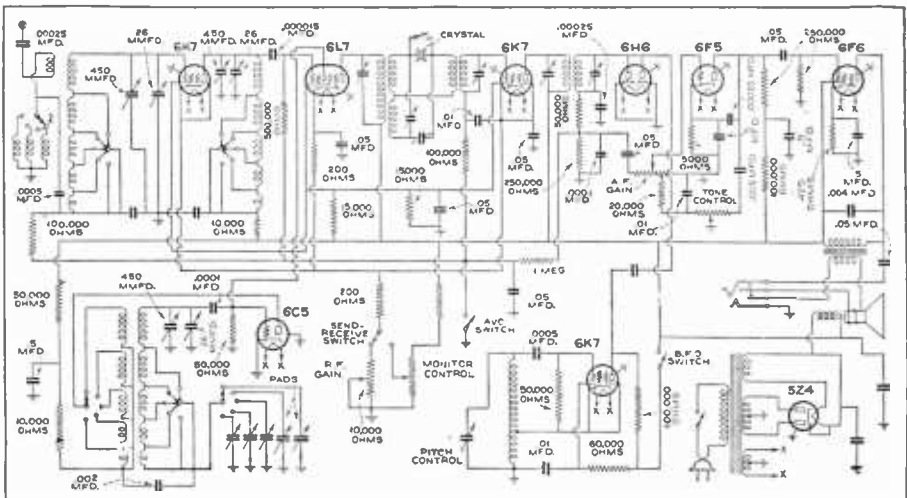 .00025
MFD.
26
MMFD.
6K7
450
MMFD.
26
MMFD.
.000015
MFD.
6L7
CRYSTAL
6K7
.00025
MFD.
6H6
6F5
.05
MFD.
250,000
OHMS
6F6
450
MMFD.
500,000
X X
.05
MFD
200
OHMS
15,000
OHMS
5,000
OHMS
100,000
OHMS
.01
MFD
.05
MFD
X X
.05
MFD.
50,000
OHMS
250,000
OHMS
X X
.05
MFD
A.F.
GAIN
20,000
OHMS
.01
MFD.
X X
5000
OHMS
TONE
CONTROL
100,000
OHMS
X X
5
MFD.
.004 MFD.
.05 MFD.
.0005
MFD
100,000
OHMS
10,000
OHMS
1 MEG
.05
MFD.
50,000
OHMS
450
MMFD.
.0001
MFD
6C5
X X
60,000
OHMS
PADS
.5
MFD
10,000
OHMS
.002
MFD.
200
OHMS
SEND-
RECEIVE
SWITCH
R.F.
GAIN
10,000
OHMS
MONITOR
CONTROL
AVC
SWITCH
PITCH
CONTROL
.0005
MFD.
6K7
50,000
OHMS
X X
.01
MFD.
60,000
OHMS
B.F.O
SWITCH
5Z4
X
X